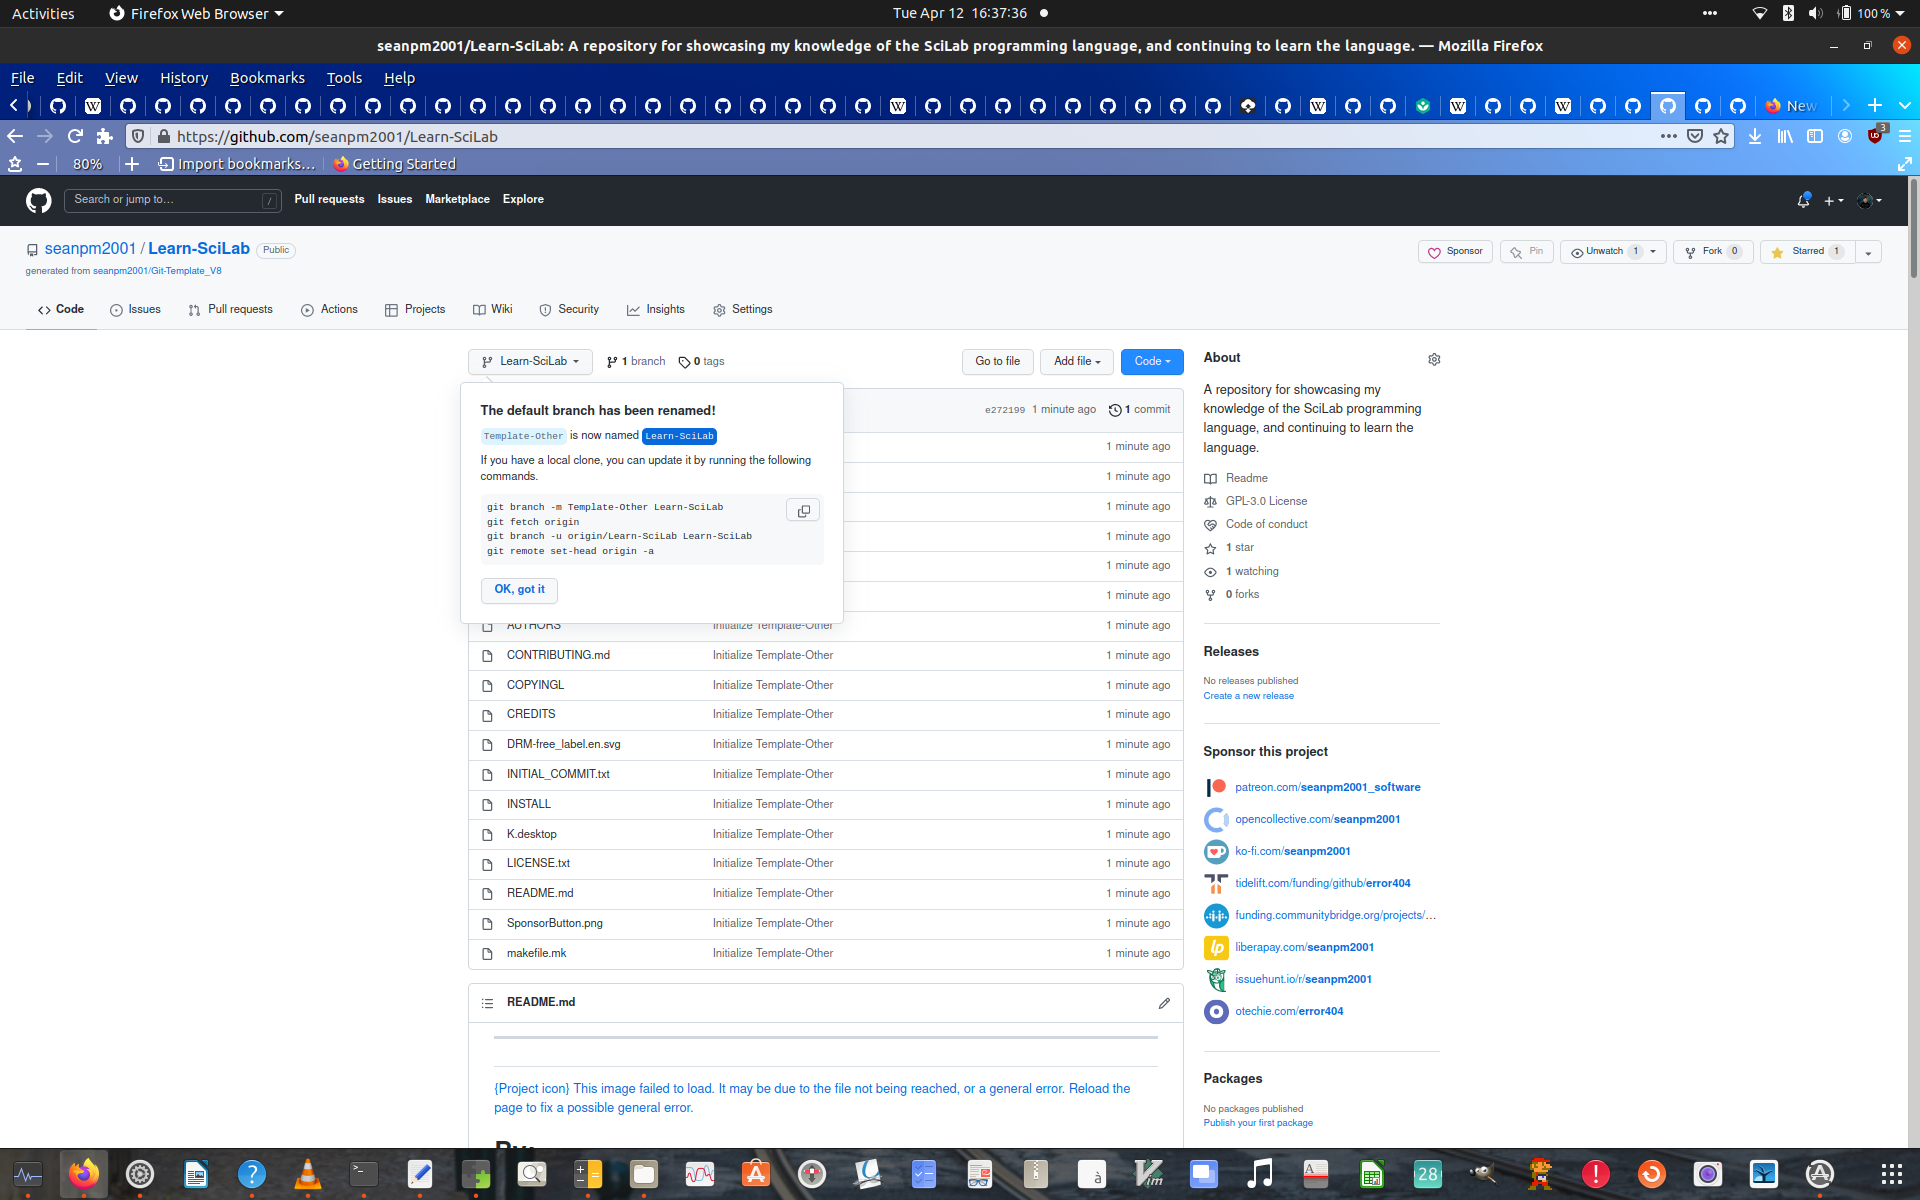 Activities Firefox Web Browser Tue Apr 12 16:37:36 100 %
seanpm2001/Learn-SciLab: A repository for showcasing my knowledge of the SciLab programming language, and continuing to learn the language. — Mozilla Firefox
File Edit View History Bookmarks Tools Help
New
https://github.com/seanpm2001/Learn-SciLab 3
80% Import bookmarks... Getting Started
Search or jump to... / Pull requests Issues Marketplace Explore
seanpm2001 / Learn-SciLab Public Sponsor Pin Unwatch 1 Fork 0 Starred 1
generated from seanpm2001/Git-Template_V8
Code Issues Pull requests Actions Projects Wiki Security Insights Settings
Learn-SciLab 1 branch 0 tags Go to file Add file Code
The default branch has been renamed!
Template-Other is now named Learn-SciLab
If you have a local clone, you can update it by running the following
commands.
git branch -m Template-Other Learn-SciLab
git fetch origin
git branch -u origin/Learn-SciLab Learn-SciLab
git remote set-head origin -a
OK, got it
e272199 1 minute ago 1 commit
1 minute ago
1 minute ago
1 minute ago
1 minute ago
1 minute ago
1 minute ago
AUTHORS Initialize Template-Other 1 minute ago
CONTRIBUTING.md Initialize Template-Other 1 minute ago
COPYINGL Initialize Template-Other 1 minute ago
CREDITS Initialize Template-Other 1 minute ago
DRM-free_label.en.svg Initialize Template-Other 1 minute ago
INITIAL_COMMIT.txt Initialize Template-Other 1 minute ago
INSTALL Initialize Template-Other 1 minute ago
K.desktop Initialize Template-Other 1 minute ago
LICENSE.txt Initialize Template-Other 1 minute ago
README.md Initialize Template-Other 1 minute ago
SponsorButton.png Initialize Template-Other 1 minute ago
makefile.mk Initialize Template-Other 1 minute ago
README.md
{Project icon} This image failed to load. It may be due to the file not being reached, or a general error. Reload the
page to fix a possible general error.
About
A repository for showcasing my
knowledge of the SciLab programming
language, and continuing to learn the
language.
Readme
GPL-3.0 License
Code of conduct
1 star
1 watching
0 forks
Releases
No releases published
Create a new release
Sponsor this project
patreon.com/seanpm2001_software
opencollective.com/seanpm2001
ko-fi.com/seanpm2001
tidelift.com/funding/github/error404
funding.communitybridge.org/projects/...
liberapay.com/seanpm2001
issuehunt.io/r/seanpm2001
otechie.com/error404
Packages
No packages published
Publish your first package
28